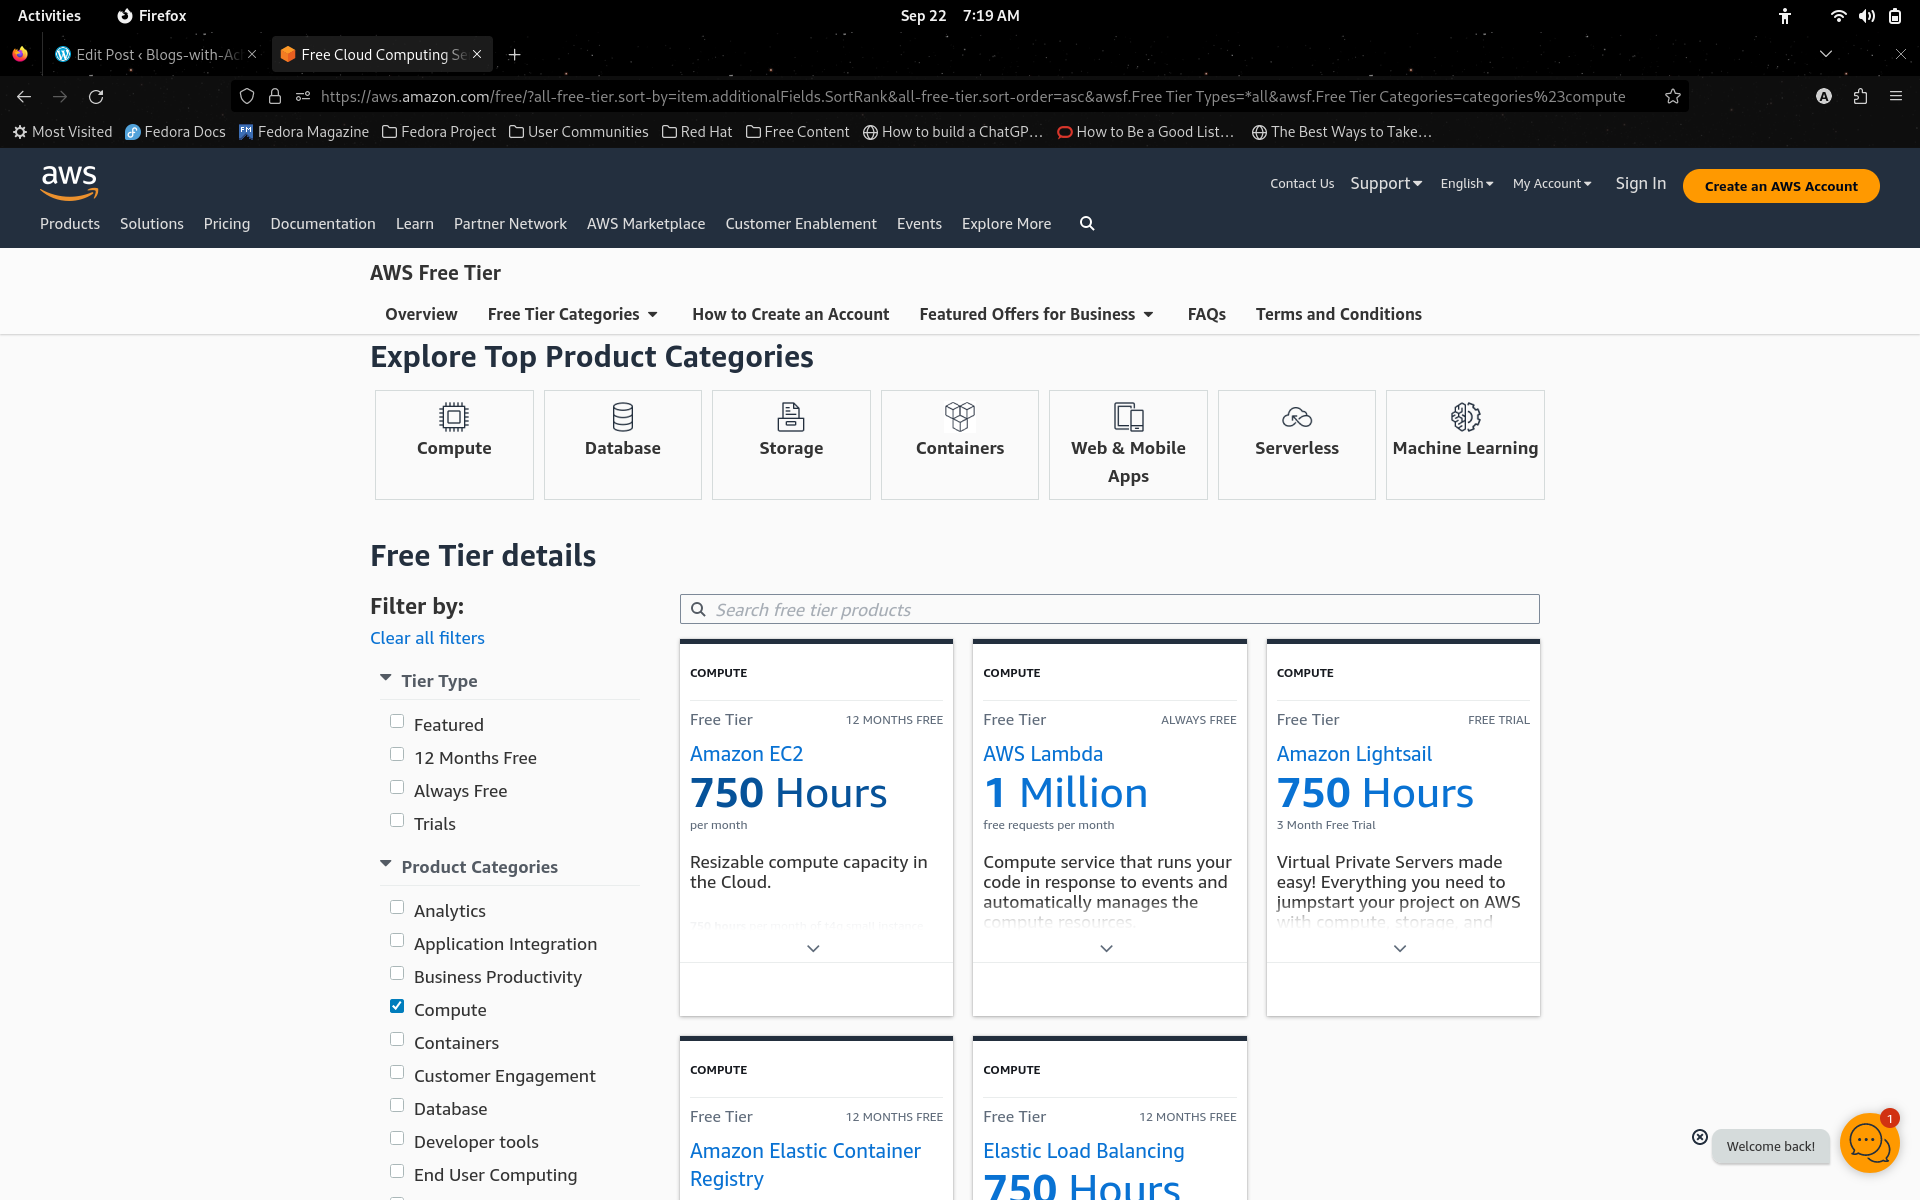 Activities Firefox Sep 22 7:19 AM
Edit Post ‹ Blogs-with-Ac Free Cloud Computing Se
https://aws.amazon.com/free/?all-free-tier.sort-by=item.additionalFields.SortRank&all-free-tier.sort-order=asc&awsf.Free Tier Types=*all&awsf.Free Tier Categories=categories%23compute
A
Most Visited Fedora Docs Fedora Magazine Fedora Project User Communities Red Hat Free Content How to build a ChatGP… How to Be a Good List… The Best Ways to Take…
aws
Contact Us Support English My Account Sign In Create an AWS Account
Products Solutions Pricing Documentation Learn Partner Network AWS Marketplace Customer Enablement Events Explore More
AWS Free Tier
Overview Free Tier Categories How to Create an Account Featured Offers for Business FAQs Terms and Conditions
Explore Top Product Categories
Compute
Database
Storage
Containers
Web & Mobile
Apps
Serverless
Machine Learning
Free Tier details
Filter by:
Clear all filters
Tier Type
Featured
12 Months Free
Always Free
Trials
Product Categories
Analytics
Application Integration
Business Productivity
Compute
Containers
Customer Engagement
Database
Developer tools
End User Computing
Search free tier products
COMPUTE
Free Tier 12 MONTHS FREE
Amazon EC2
750 Hours
per month
Resizable compute capacity in
the Cloud.
COMPUTE
Free Tier ALWAYS FREE
AWS Lambda
1 Million
free requests per month
Compute service that runs your
code in response to events and
automatically manages the
compute resources.
COMPUTE
Free Tier FREE TRIAL
Amazon Lightsail
750 Hours
3 Month Free Trial
Virtual Private Servers made
easy! Everything you need to
jumpstart your project on AWS
with compute, storage, and
COMPUTE
Free Tier 12 MONTHS FREE
Amazon Elastic Container
Registry
COMPUTE
Free Tier 12 MONTHS FREE
Elastic Load Balancing
750 Hours
Welcome back!
1